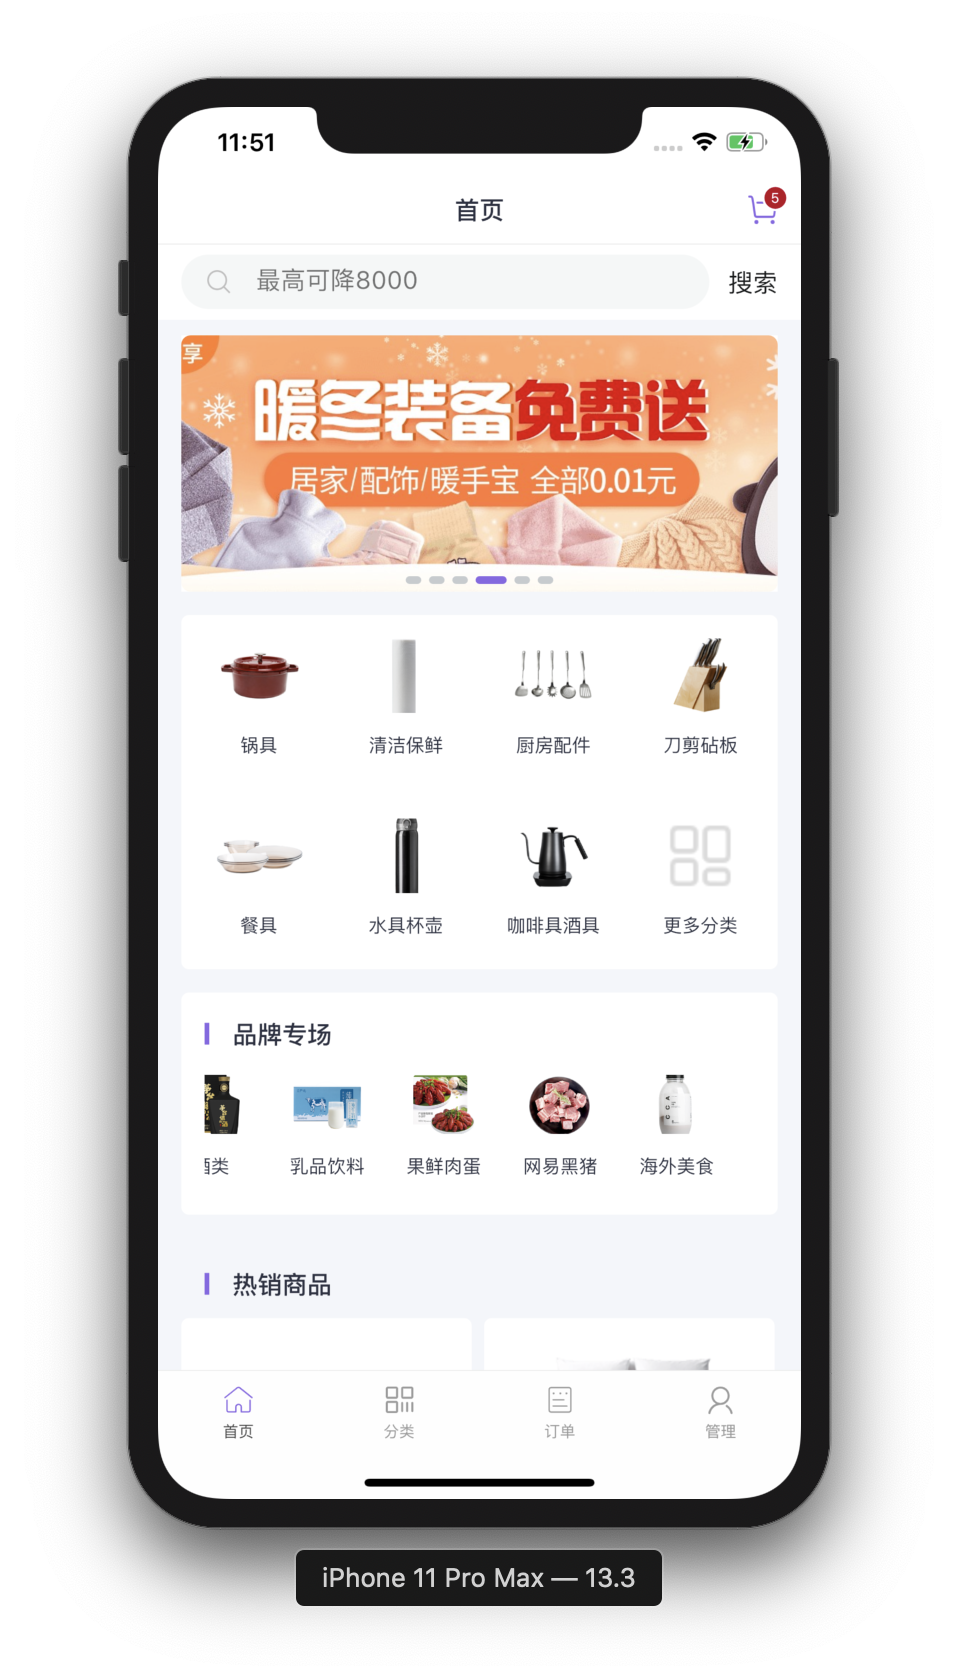 11:51
首页
5
最高可降8000
搜索
享
暖冬装备免费送
居家/配饰/暖手宝 全部0.01元
锅具
清洁保鲜
厨房配件
刀剪砧板
餐具
水具杯壶
咖啡具酒具
更多分类
品牌专场
酒类
乳品饮料
果鲜肉蛋
网易黑猪
海外美食
热销商品
首页
分类
订单
管理
iPhone 11 Pro Max — 13.3